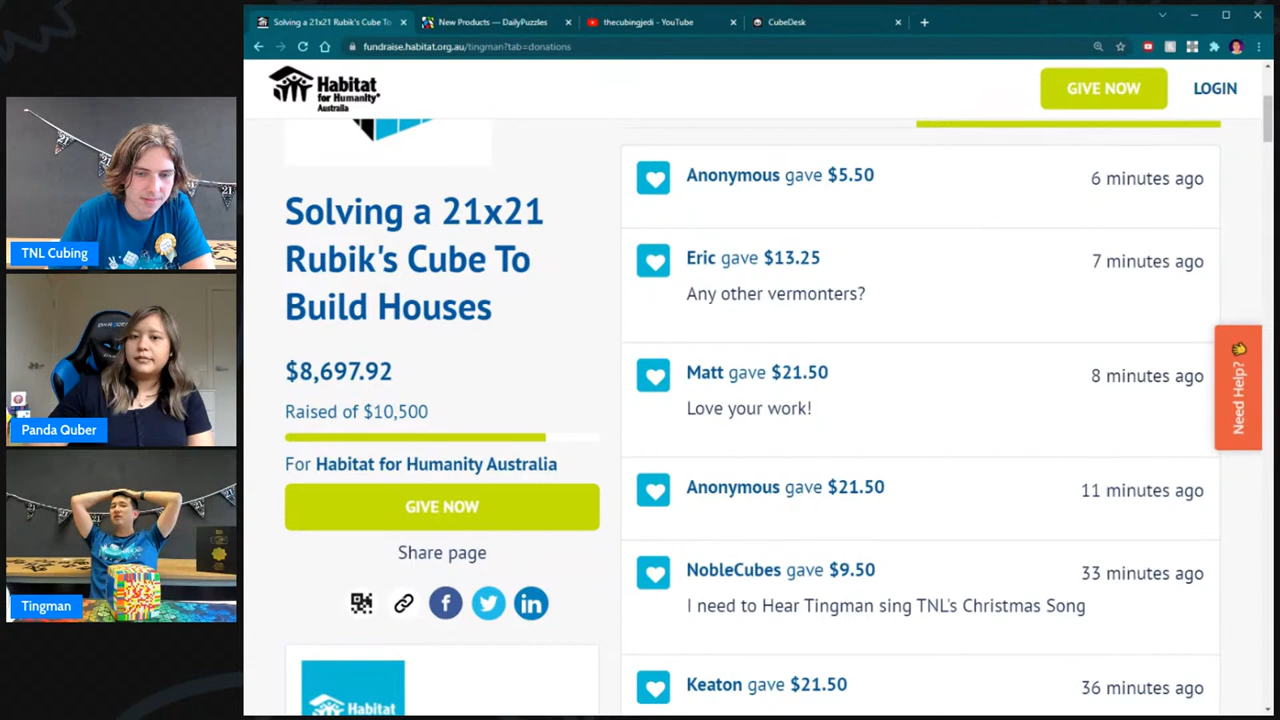 Solving a 21x21 Rubik's Cube To
New Products — DailyPuzzles
thecubingjedi - YouTube
CubeDesk
fundraise.habitat.org.au/tingman?tab=donations
Habitat
for Humanity®
Australia
GIVE NOW
LOGIN
TNL Cubing
Panda Quber
Tingman
21
21
Solving a 21x21
Rubik's Cube To
Build Houses
$8,697.92
Raised of $10,500
For Habitat for Humanity Australia
GIVE NOW
Share page
Habitat
for Humanity®
Anonymous gave $5.50
6 minutes ago
Eric gave $13.25
7 minutes ago
Any other vermonters?
Matt gave $21.50
8 minutes ago
Love your work!
Anonymous gave $21.50
11 minutes ago
NobleCubes gave $9.50
33 minutes ago
I need to Hear Tingman sing TNL's Christmas Song
Keaton gave $21.50
36 minutes ago
Need Help?